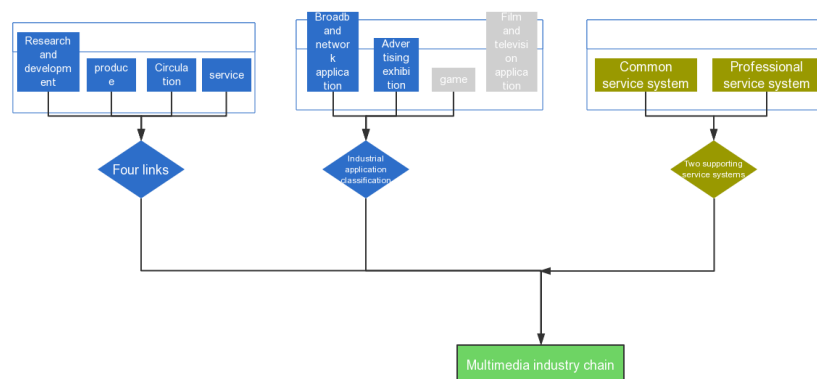 Research
and
developm
ent
produc
e
Circula
tion
service
Broadb
and
networ
k
application
Adver
tising
exhibi
tion
game
Film
and
televisi
on
applica
tion
Common
service system
Professional
service system
Four links
Industrial
application
classification
Two supporting
service systems
Multimedia industry chain